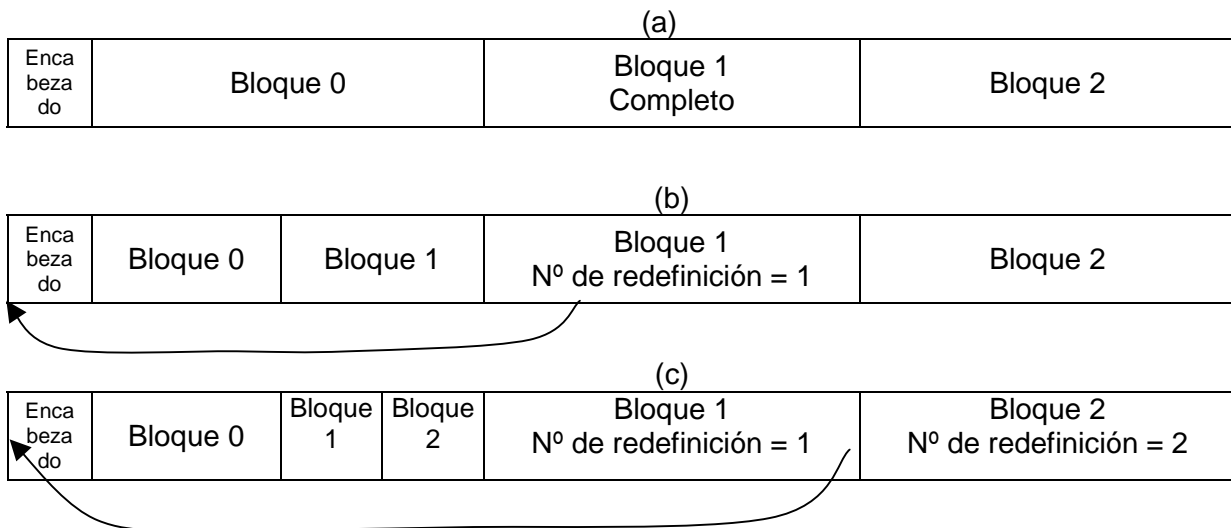 (a)
Enca
beza
do
Bloque 0
Bloque 1
Completo
Bloque 2
(b)
Enca
beza
do
Bloque 0
Bloque 1
Bloque 1
Nº de redefinición = 1
Bloque 2
(c)
Enca
beza
do
Bloque 0
Bloque
1
Bloque
2
Bloque 1
Nº de redefinición = 1
Bloque 2
Nº de redefinición = 2